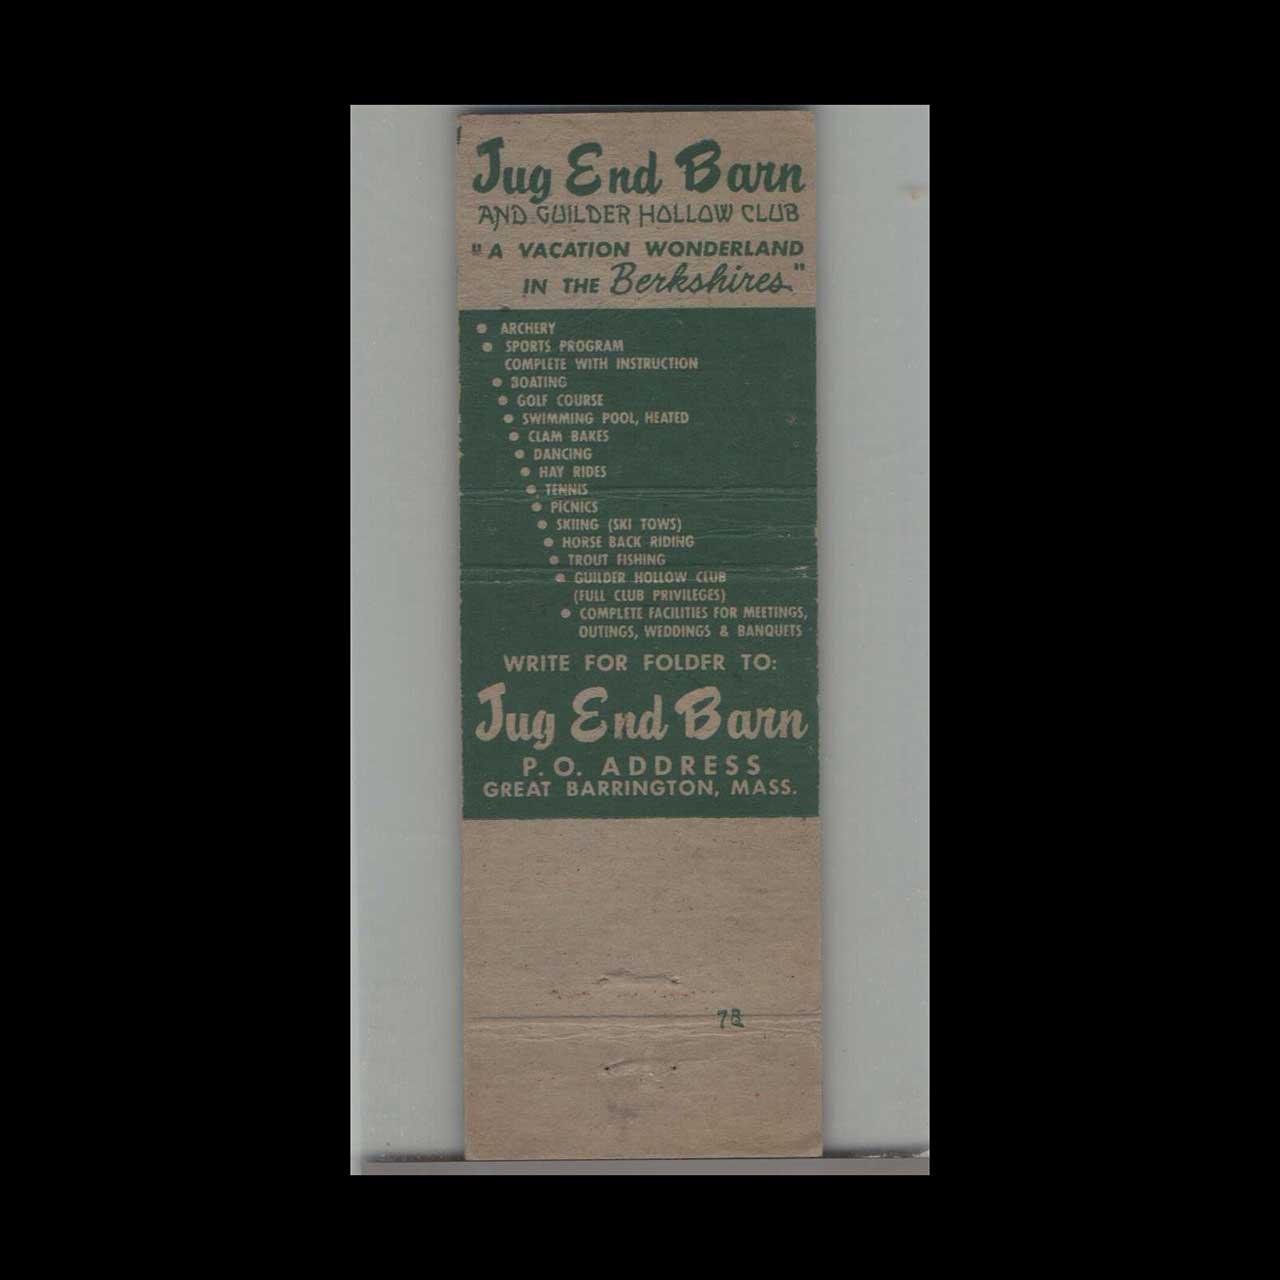 Jug End Barn
AND GUILDER HOLLOW CLUB
"A VACATION WONDERLAND
IN THE Berkshires."
• ARCHERY
• SPORTS PROGRAM
COMPLETE WITH INSTRUCTION
• BOATING
• GOLF COURSE
• SWIMMING POOL, HEATED
• CLAM BAKES
• DANCING
• HAY RIDES
• TENNIS
• PICNICS
• SKIING (SKI TOWS)
• HORSE BACK RIDING
• TROUT FISHING
• GUILDER HOLLOW CLUB
(FULL CLUB PRIVILEGES)
• COMPLETE FACILITIES FOR MEETINGS,
OUTINGS, WEDDINGS & BANQUETS
WRITE FOR FOLDER TO:
Jug End Barn
P. O. ADDRESS
GREAT BARRINGTON, MASS.